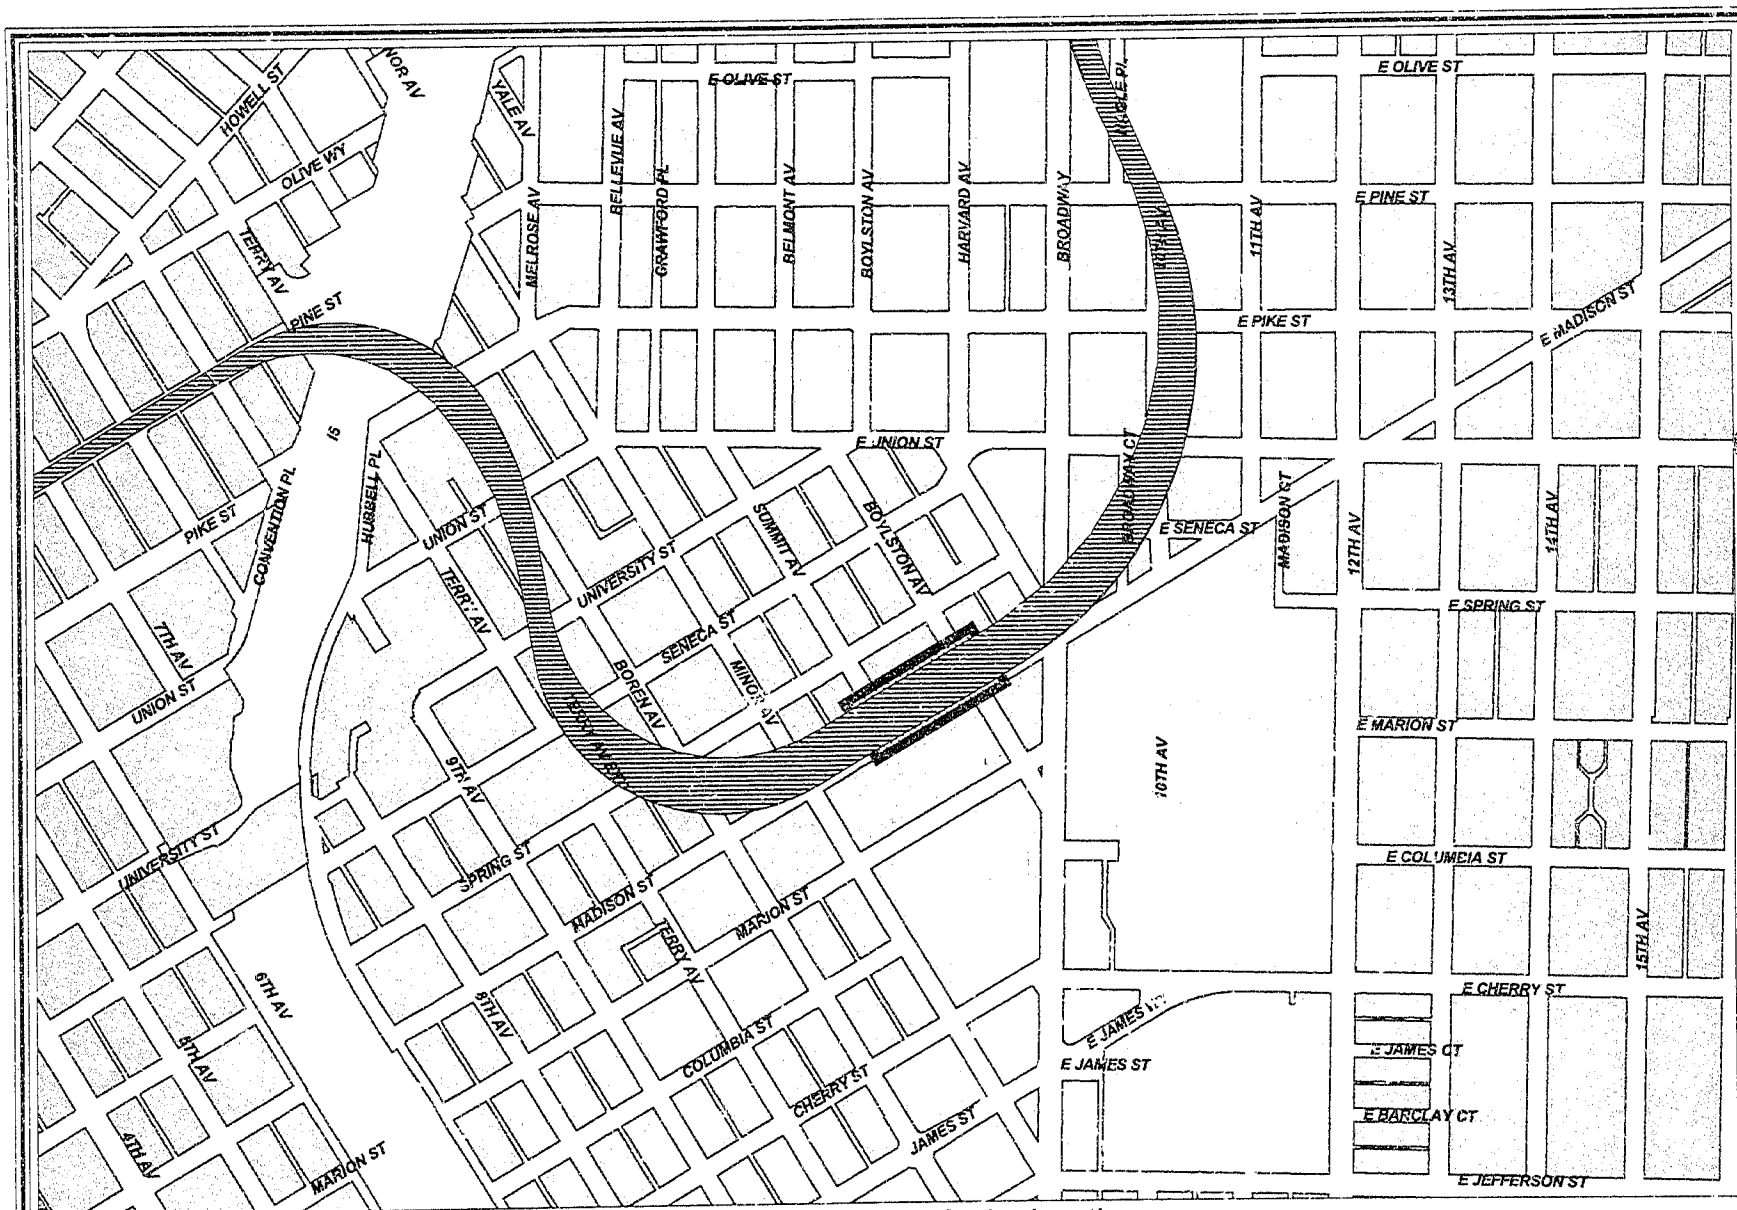 E OLIVE ST
E OLIVE ST
HOWELL ST
YALE AV
OLIVE WY
BELLEVUE AV
CRAWFORD PL
MELROSE AV
BELMONT AV
BOYLSTON AV
HARVARD AV
BROADWAY
E PINE ST
11TH AV
13TH AV
TERRY AV
PINE ST
E PIKE ST
E MADISON ST
I5
E UNION ST
CONVENTION PL
HUBBELL PL
PIKE ST
UNION ST
SUMMIT AV
BOYLSTON AV
BROADWAY CT
E SENECA ST
MADISON CT
12TH AV
14TH AV
UNIVERSITY ST
TERRY AV
E SPRING ST
7TH AV
SENECA ST
UNION ST
BOREN AV
MINOR AV
E MARION ST
9TH AV
10TH AV
UNIVERSITY ST
SPRING ST
E COLUMBIA ST
MADISON ST
MARION ST
TERRY AV
15TH AV
6TH AV
8TH AV
E CHERRY ST
5TH AV
COLUMBIA ST
E JAMES WY
E JAMES CT
E JAMES ST
CHERRY ST
E BARCLAY CT
4TH AV
MARION ST
JAMES ST
E JEFFERSON ST